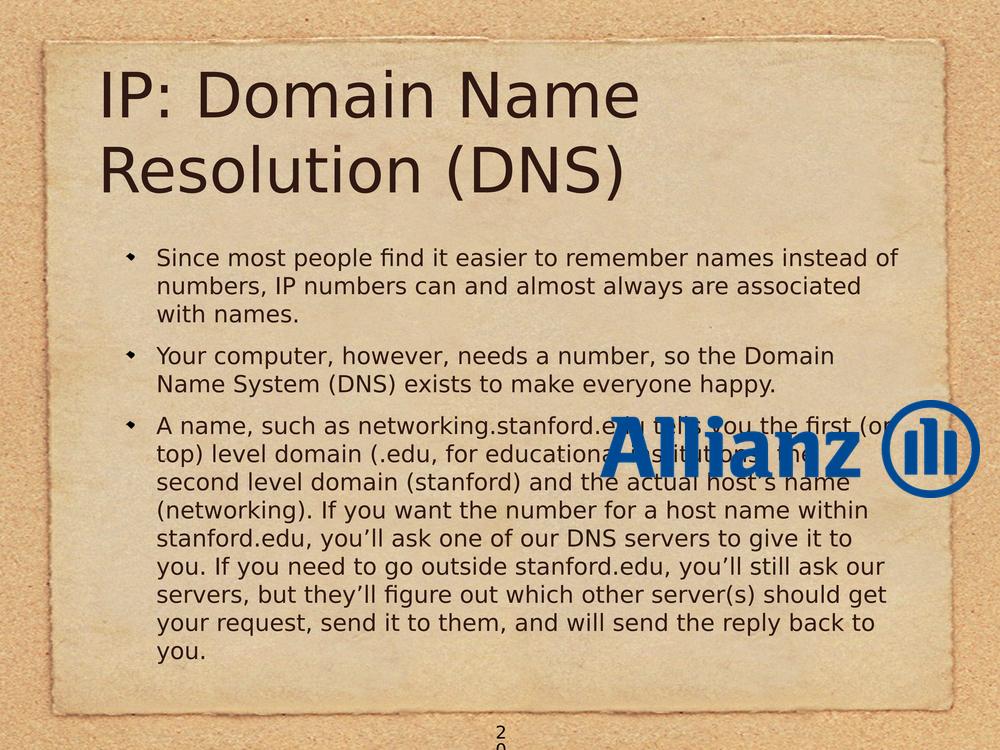 IP: Domain Name
Resolution (DNS)
Since most people find it easier to remember names instead of
numbers, IP numbers can and almost always are associated
with names.
Your computer, however, needs a number, so the Domain
Name System (DNS) exists to make everyone happy.
A name, such as networking.stanford.edu tells you the first (or
top) level domain (.edu, for educational institutions, the
second level domain (stanford) and the actual host’s name
(networking). If you want the number for a host name within
stanford.edu, you’ll ask one of our DNS servers to give it to
you. If you need to go outside stanford.edu, you’ll still ask our
servers, but they’ll figure out which other server(s) should get
your request, send it to them, and will send the reply back to
you.
Allianz
2
0